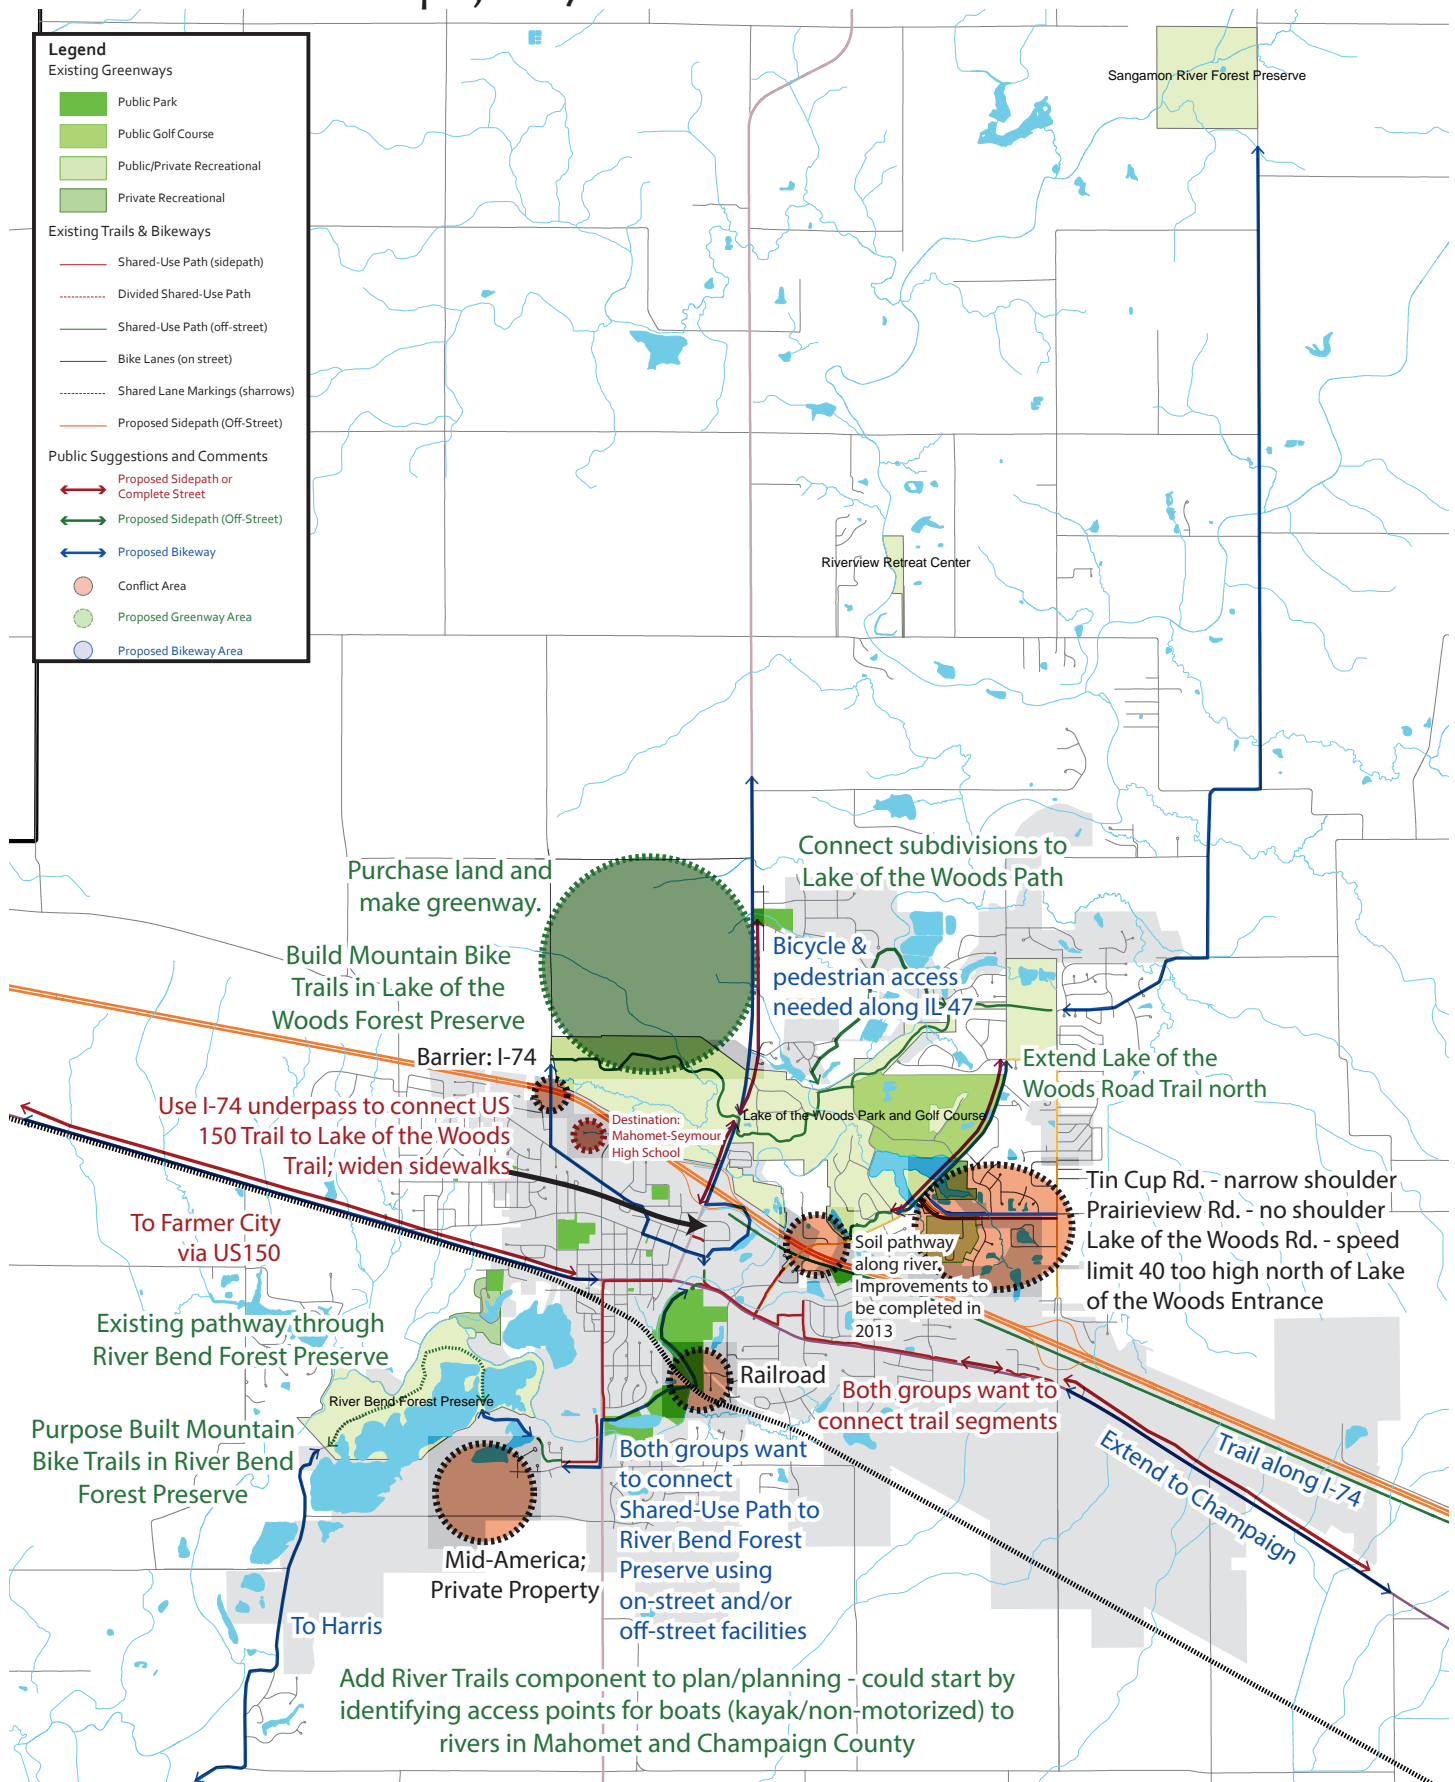 Legend
Existing Greenways
Public Park
Public Golf Course
Public/Private Recreational
Private Recreational
Existing Trails & Bikeways
Shared-Use Path (sidepath)
Divided Shared-Use Path
Shared-Use Path (off-street)
Bike Lanes (on street)
Shared Lane Markings (sharrows)
Proposed Sidepath (Off-Street)
Public Suggestions and Comments
Proposed Sidepath or
Complete Street
Proposed Sidepath (Off-Street)
Proposed Bikeway
Conflict Area
Proposed Greenway Area
Proposed Bikeway Area
Sangamon River Forest Preserve
Riverview Retreat Center
Purchase land and
make greenway.
Connect subdivisions to
Lake of the Woods Path
Build Mountain Bike
Trails in Lake of the
Woods Forest Preserve
Bicycle &
pedestrian access
needed along IL 47
Barrier: I-74
Extend Lake of the
Woods Road Trail north
Use I-74 underpass to connect US
150 Trail to Lake of the Woods
Trail; widen sidewalks
Destination:
Mahomet-Seymour
High School
Lake of the Woods Park and Golf Course
Tin Cup Rd. - narrow shoulder
Prairieview Rd. - no shoulder
Lake of the Woods Rd. - speed
limit 40 too high north of Lake
of the Woods Entrance
To Farmer City
via US150
Soil pathway
along river.
Improvements to
be completed in
2013
Existing pathway through
River Bend Forest Preserve
River Bend Forest Preserve
Railroad
Both groups want to
connect trail segments
Purpose Built Mountain
Bike Trails in River Bend
Forest Preserve
Both groups want
to connect
Shared-Use Path to
River Bend Forest
Preserve using
on-street and/or
off-street facilities
Trail along I-74
Extend to Champaign
Mid-America;
Private Property
To Harris
Add River Trails component to plan/planning - could start by
identifying access points for boats (kayak/non-motorized) to
rivers in Mahomet and Champaign County